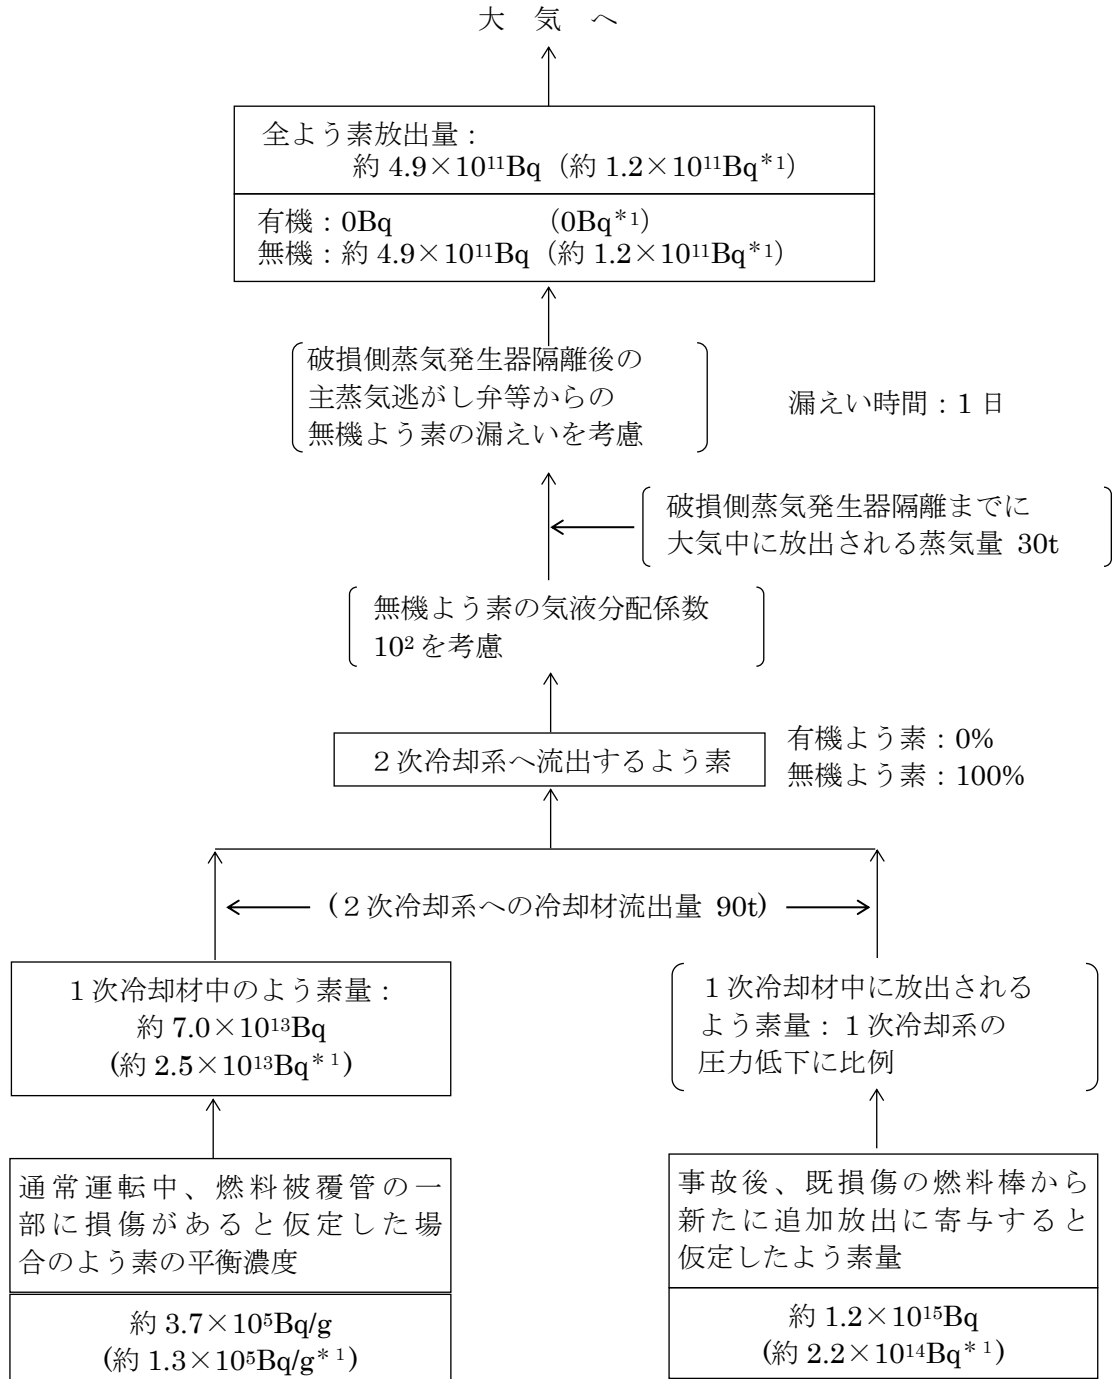 大 気 へ
全よう素放出量：
約 4.9×10¹¹Bq（約 1.2×10¹¹Bq*¹）
有機：0Bq （0Bq*¹）
無機：約 4.9×10¹¹Bq（約 1.2×10¹¹Bq*¹）
破損側蒸気発生器隔離後の
主蒸気逃がし弁等からの
無機よう素の漏えいを考慮
漏えい時間：1 日
破損側蒸気発生器隔離までに
大気中に放出される蒸気量 30t
無機よう素の気液分配係数
10² を考慮
２次冷却系へ流出するよう素
有機よう素：0%
無機よう素：100%
(２次冷却系への冷却材流出量 90t)
１次冷却材中のよう素量：
約 7.0×10¹³Bq
(約 2.5×10¹³Bq*¹)
１次冷却材中に放出される
よう素量：１次冷却系の
圧力低下に比例
通常運転中、燃料被覆管の一
部に損傷があると仮定した場
合のよう素の平衡濃度
約 3.7×10⁵Bq/g
(約 1.3×10⁵Bq/g*¹)
事故後、既損傷の燃料棒から
新たに追加放出に寄与すると
仮定したよう素量
約 1.2×10¹⁵Bq
(約 2.2×10¹⁴Bq*¹)